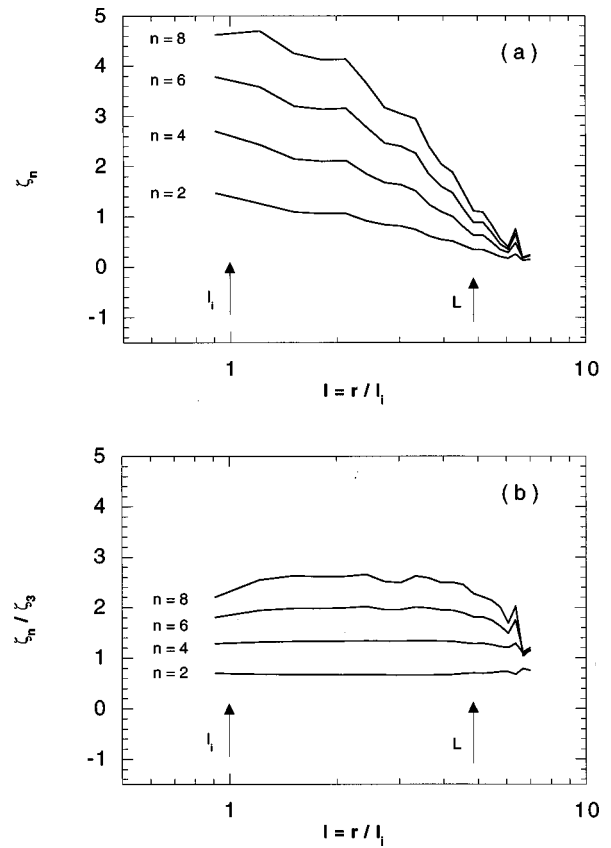 5
n = 8
(a)
4
n = 6
3
n = 4
ζn
2
n = 2
1
0
li
L
-1
1
10
l = r / li
5
(b)
4
3
ζn / ζ3
2
n = 8
n = 6
1
n = 4
n = 2
0
li
L
-1
1
10
l = r / li